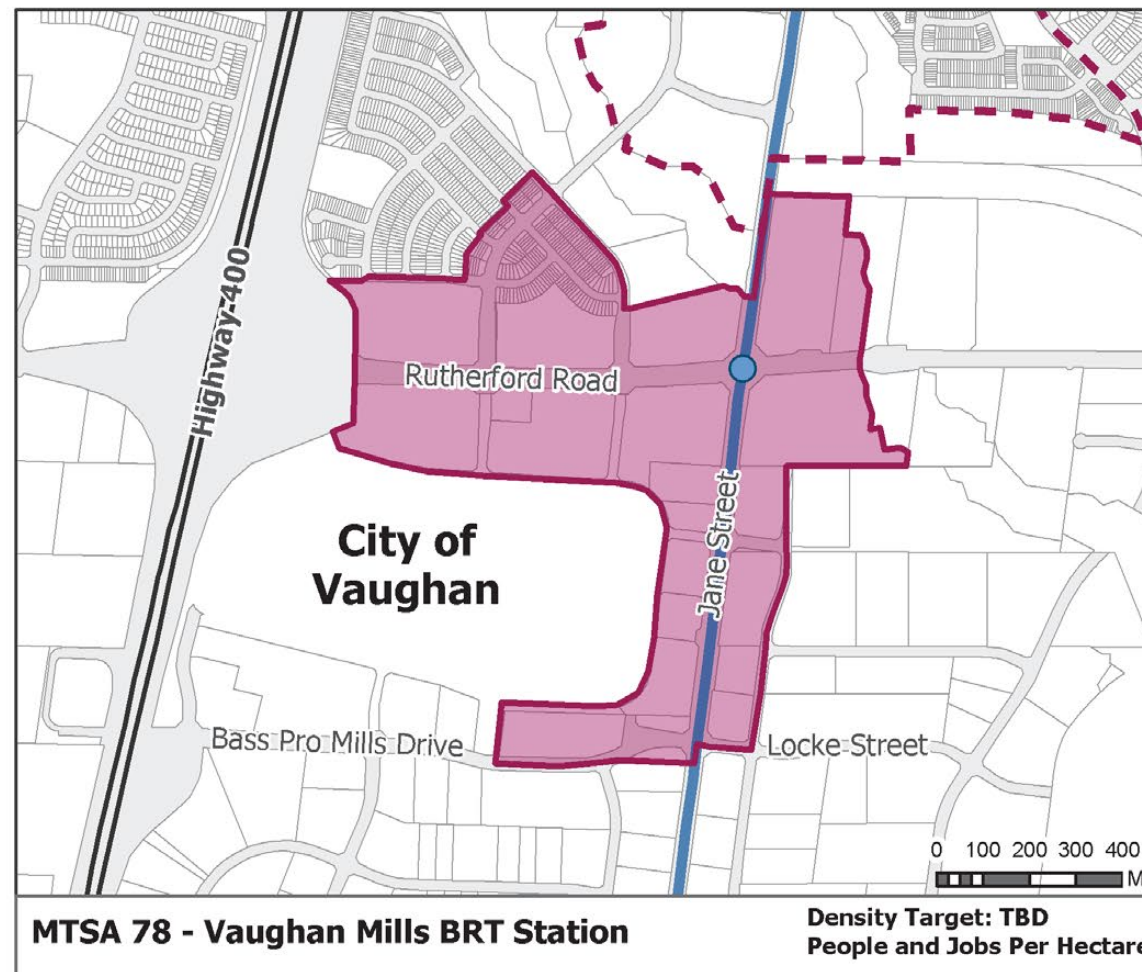 Highway 400
Rutherford Road
City of
Vaughan
Jane Street
Bass Pro Mills Drive
Locke Street
0 100 200 300 400
M
MTSA 78 - Vaughan Mills BRT Station
Density Target: TBD
People and Jobs Per Hectare